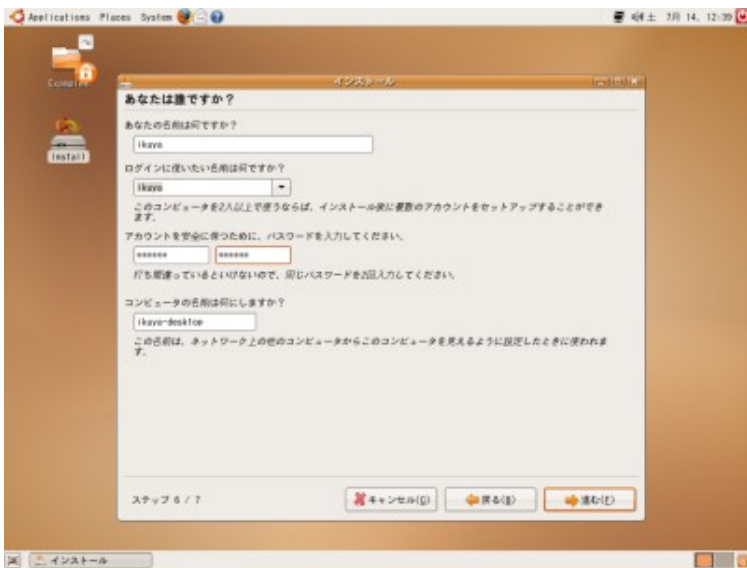 Applications Places System
7月 14, 12:39
Install
インストール
あなたは誰ですか？
あなたの名前は何ですか？
ikuya
ログインに使いたい名前は何ですか？
ikuya
このコンピュータを2人以上で使うならば、インストール後に複数のアカウントをセットアップすることができ
ます。
アカウントを安全に保つために、パスワードを入力してください。
****** ******
打ち間違っているといけないので、同じパスワードを2回入力してください。
コンピュータの名前は何にしますか？
ikuya-desktop
この名前は、ネットワーク上の他のコンピュータからこのコンピュータを見えるように設定したときに使われま
す。
ステップ 6 / 7
キャンセル(C) 戻る(B) 進む(F)
インストール